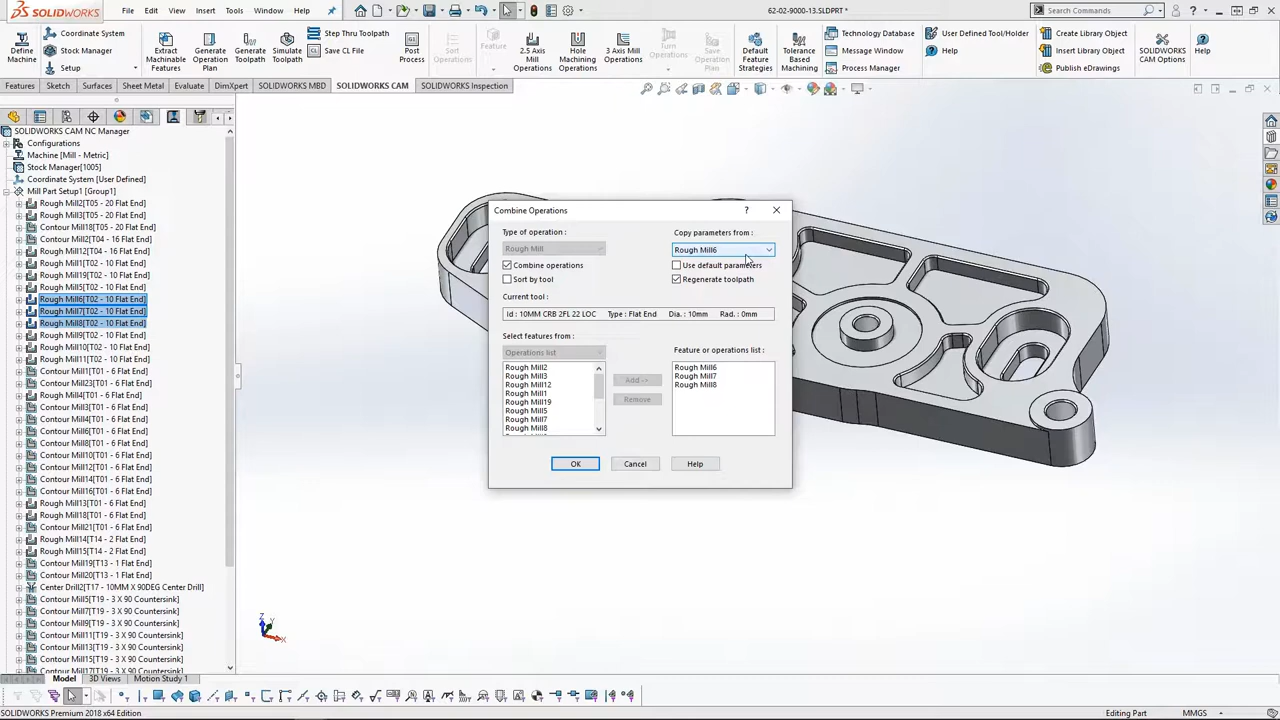 SOLIDWORKS
File
Edit
View
Insert
Tools
Window
Help
62-02-9000-13.SLDPRT *
Search Commands
Define
Machine
Coordinate System
Stock Manager
Setup
Extract
Machinable
Features
Generate
Operation
Plan
Generate
Toolpath
Simulate
Toolpath
Step Thru Toolpath
Save CL File
Post
Process
Sort
Operations
Feature
2.5 Axis
Mill
Operations
Hole
Machining
Operations
3 Axis Mill
Operations
Turn
Operations
Save
Operation
Plan
Default
Feature
Strategies
Tolerance
Based
Machining
Technology Database
Message Window
Process Manager
User Defined Tool/Holder
Help
Create Library Object
Insert Library Object
Publish eDrawings
SOLIDWORKS
CAM Options
Help
Features
Sketch
Surfaces
Sheet Metal
Evaluate
DimXpert
SOLIDWORKS MBD
SOLIDWORKS CAM
SOLIDWORKS Inspection
SOLIDWORKS CAM NC Manager
Configurations
Machine [Mill - Metric]
Stock Manager[1005]
Coordinate System [User Defined]
Mill Part Setup1 [Group1]
Rough Mill2[T05 - 20 Flat End]
Rough Mill3[T05 - 20 Flat End]
Contour Mill18[T05 - 20 Flat End]
Contour Mill2[T04 - 16 Flat End]
Rough Mill12[T04 - 16 Flat End]
Rough Mill1[T02 - 10 Flat End]
Rough Mill19[T02 - 10 Flat End]
Rough Mill5[T02 - 10 Flat End]
Rough Mill6[T02 - 10 Flat End]
Rough Mill7[T02 - 10 Flat End]
Rough Mill8[T02 - 10 Flat End]
Rough Mill9[T02 - 10 Flat End]
Rough Mill10[T02 - 10 Flat End]
Rough Mill11[T02 - 10 Flat End]
Contour Mill1[T01 - 6 Flat End]
Contour Mill23[T01 - 6 Flat End]
Rough Mill4[T01 - 6 Flat End]
Contour Mill3[T01 - 6 Flat End]
Contour Mill4[T01 - 6 Flat End]
Contour Mill6[T01 - 6 Flat End]
Contour Mill8[T01 - 6 Flat End]
Contour Mill10[T01 - 6 Flat End]
Contour Mill12[T01 - 6 Flat End]
Contour Mill14[T01 - 6 Flat End]
Contour Mill16[T01 - 6 Flat End]
Rough Mill13[T01 - 6 Flat End]
Rough Mill18[T01 - 6 Flat End]
Contour Mill21[T01 - 6 Flat End]
Rough Mill14[T14 - 2 Flat End]
Rough Mill15[T14 - 2 Flat End]
Contour Mill19[T13 - 1 Flat End]
Contour Mill20[T13 - 1 Flat End]
Center Drill2[T17 - 10MM X 90DEG Center Drill]
Contour Mill5[T19 - 3 X 90 Countersink]
Contour Mill7[T19 - 3 X 90 Countersink]
Contour Mill9[T19 - 3 X 90 Countersink]
Contour Mill11[T19 - 3 X 90 Countersink]
Contour Mill13[T19 - 3 X 90 Countersink]
Contour Mill15[T19 - 3 X 90 Countersink]
Contour Mill17[T19 - 3 X 90 Countersink]
Combine Operations
?
Type of operation :
Rough Mill
Combine operations
Sort by tool
Copy parameters from :
Rough Mill6
Use default parameters
Regenerate toolpath
Current tool :
Id : 10MM CRB 2FL 22 LOC Type : Flat End Dia. : 10mm Rad. : 0mm
Select features from :
Operations list
Rough Mill2
Rough Mill3
Rough Mill12
Rough Mill1
Rough Mill19
Rough Mill5
Rough Mill7
Rough Mill8
Add ->
Remove
Feature or operations list :
Rough Mill6
Rough Mill7
Rough Mill8
OK
Cancel
Help
Z
Y
X
Model
3D Views
Motion Study 1
SOLIDWORKS Premium 2018 x64 Edition
Editing Part
MMGS